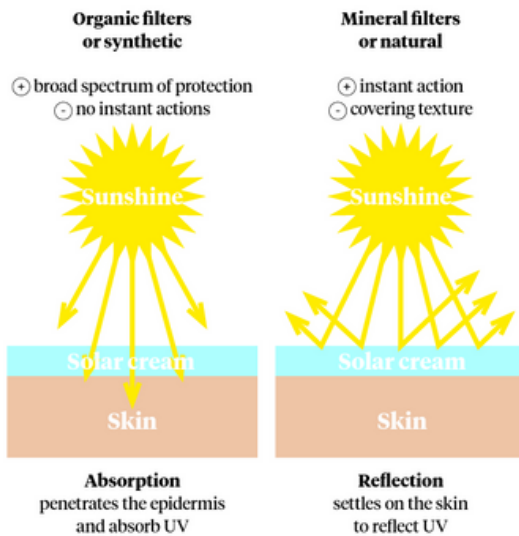 Organic filters
or synthetic
+ broad spectrum of protection
- no instant actions
Sunshine
Solar cream
Skin
Absorption
penetrates the epidermis
and absorb UV
Mineral filters
or natural
+ instant action
- covering texture
Sunshine
Solar cream
Skin
Reflection
settles on the skin
to reflect UV